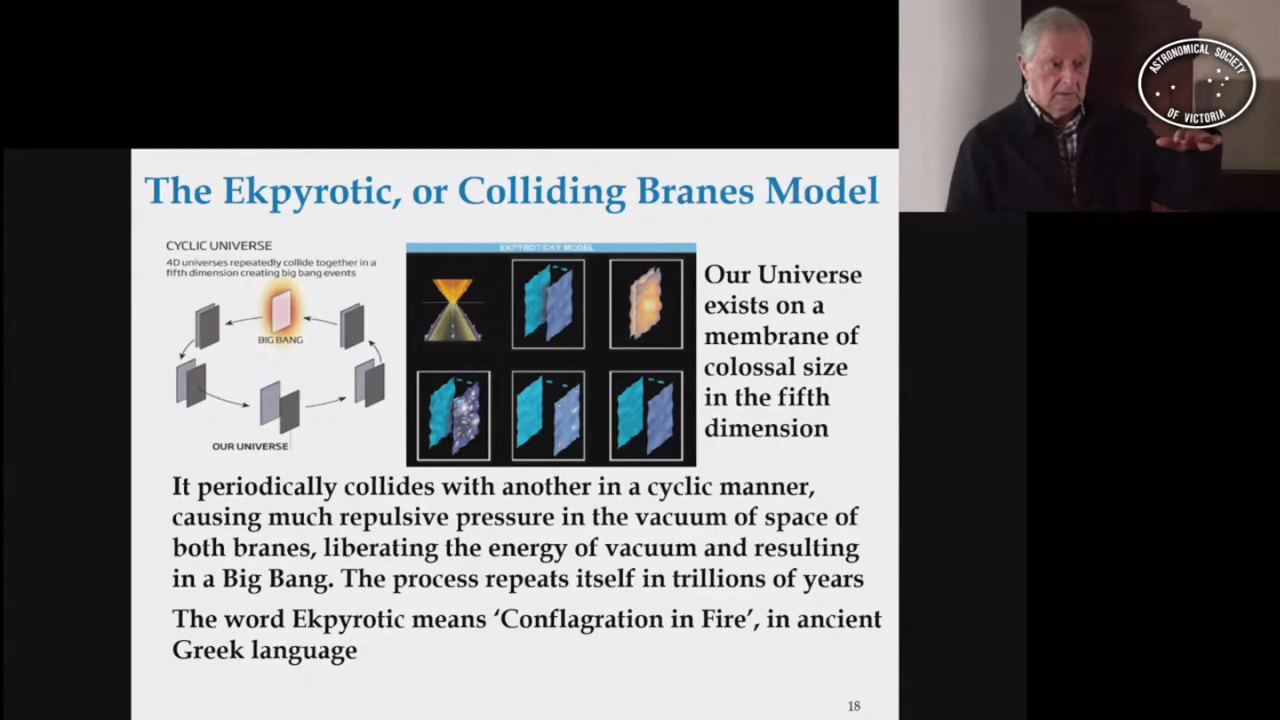 The Ekpyrotic, or Colliding Branes Model
CYCLIC UNIVERSE
4D universes repeatedly collide together in a
fifth dimension creating big bang events
BIG BANG
OUR UNIVERSE
EKPYROTICKÝ MODEL
Our Universe
exists on a
membrane of
colossal size
in the fifth
dimension
It periodically collides with another in a cyclic manner,
causing much repulsive pressure in the vacuum of space of
both branes, liberating the energy of vacuum and resulting
in a Big Bang. The process repeats itself in trillions of years
The word Ekpyrotic means ‘Conflagration in Fire’, in ancient
Greek language
18
ASTRONOMICAL SOCIETY
OF VICTORIA